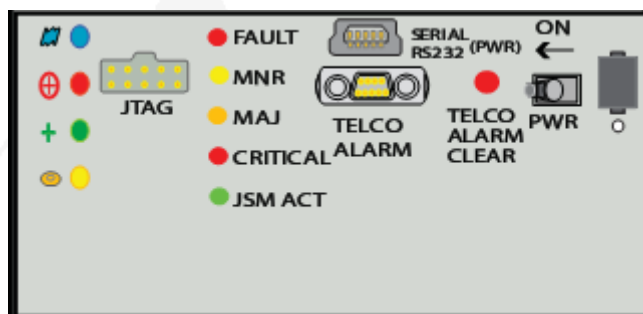 JTAG
FAULT
MNR
MAJ
CRITICAL
JSM ACT
SERIAL
RS232 (PWR)
TELCO
ALARM
TELCO
ALARM
CLEAR
ON
PWR